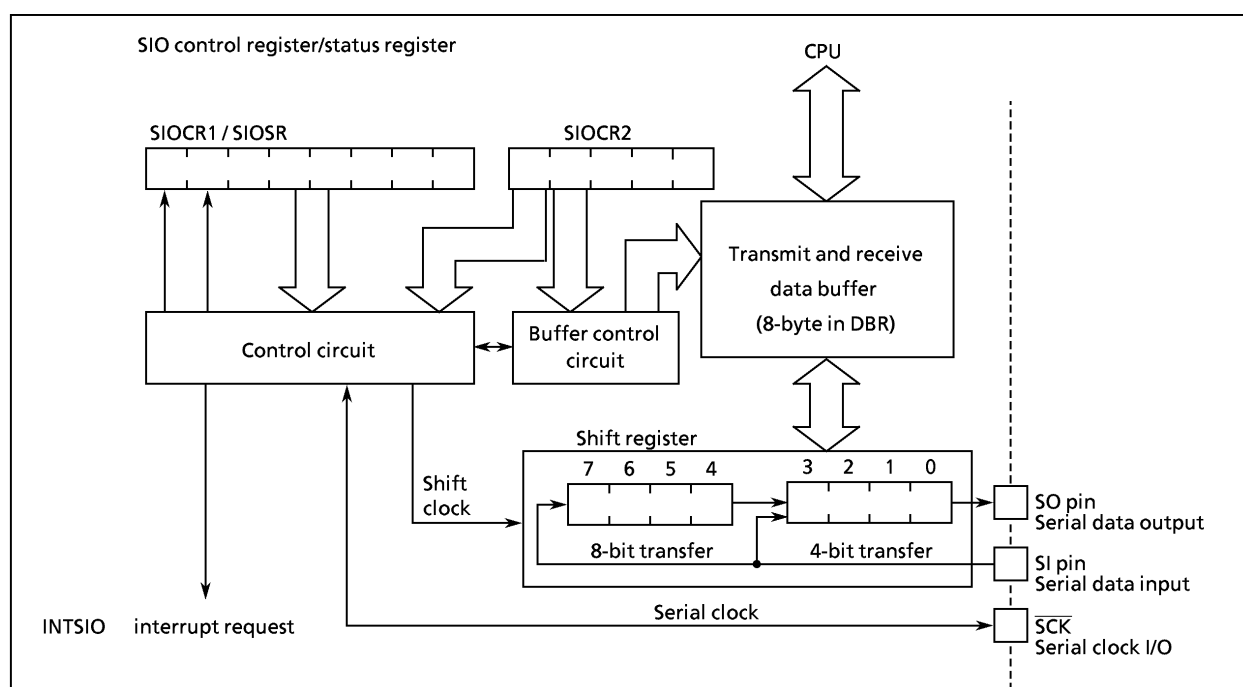 SIO control register/status register
CPU
SIOCR1 / SIOSR
SIOCR2
Transmit and receive
data buffer
(8-byte in DBR)
Control circuit
Buffer control
circuit
Shift register
7 6 5 4 3 2 1 0
Shift
clock
SO pin
Serial data output
8-bit transfer
4-bit transfer
SI pin
Serial data input
Serial clock
INTSIO interrupt request
S̅C̅K̅
Serial clock I/O